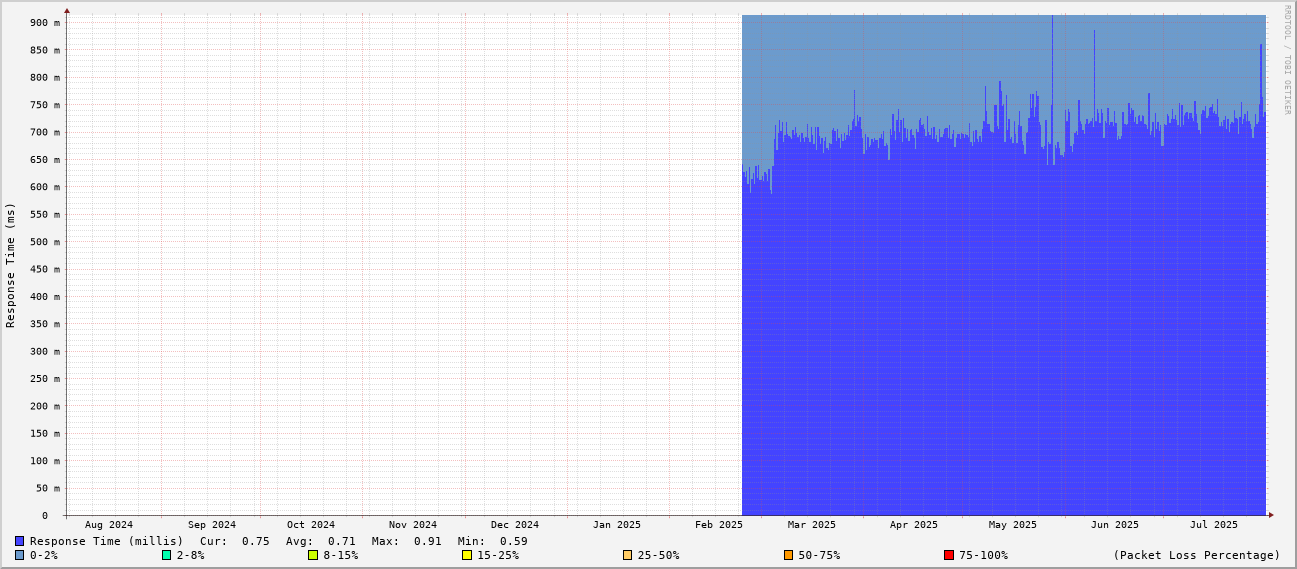 RRDTOOL / TOBI OETIKER
Response Time (ms)
900 m
850 m
800 m
750 m
700 m
650 m
600 m
550 m
500 m
450 m
400 m
350 m
300 m
250 m
200 m
150 m
100 m
50 m
0
Aug 2024 Sep 2024 Oct 2024 Nov 2024 Dec 2024 Jan 2025 Feb 2025 Mar 2025 Apr 2025 May 2025 Jun 2025 Jul 2025
Response Time (millis) Cur: 0.75 Avg: 0.71 Max: 0.91 Min: 0.59
0-2% 2-8% 8-15% 15-25% 25-50% 50-75% 75-100% (Packet Loss Percentage)